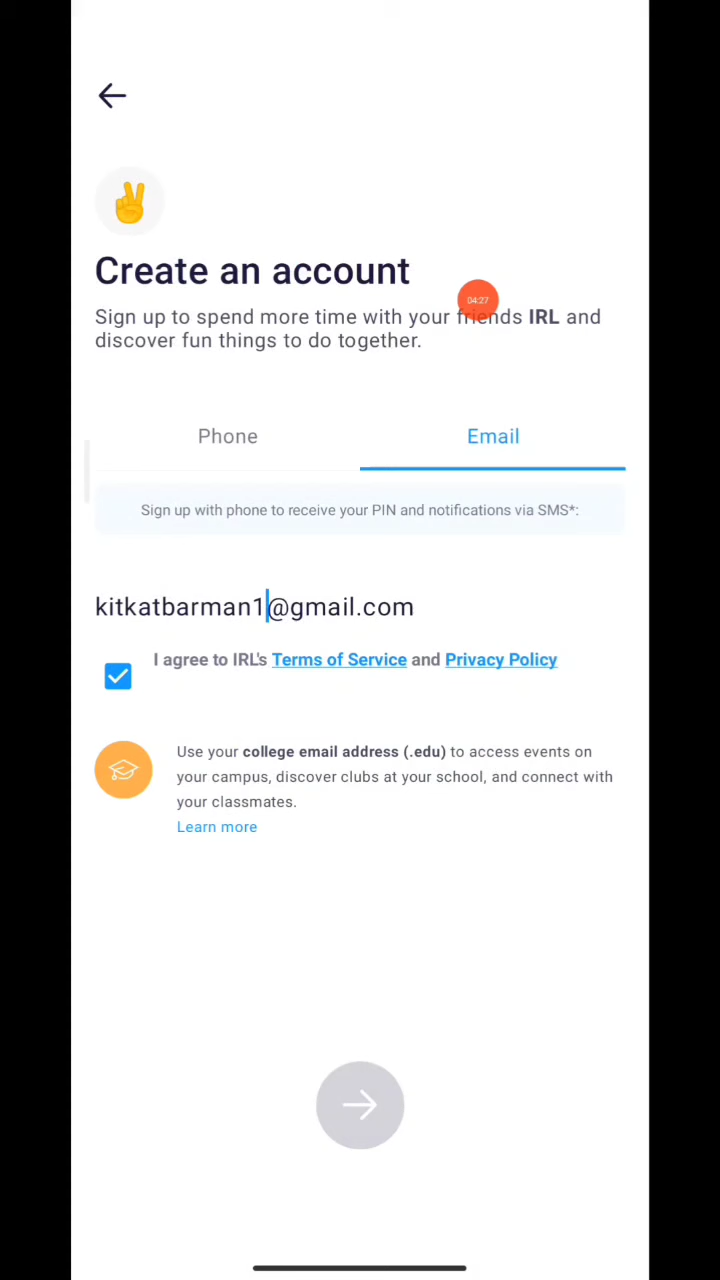 Create an account
04:27
Sign up to spend more time with your friends IRL and
discover fun things to do together.
Phone
Email
Sign up with phone to receive your PIN and notifications via SMS*:
kitkatbarman1@gmail.com
I agree to IRL's Terms of Service and Privacy Policy
Use your college email address (.edu) to access events on
your campus, discover clubs at your school, and connect with
your classmates.
Learn more